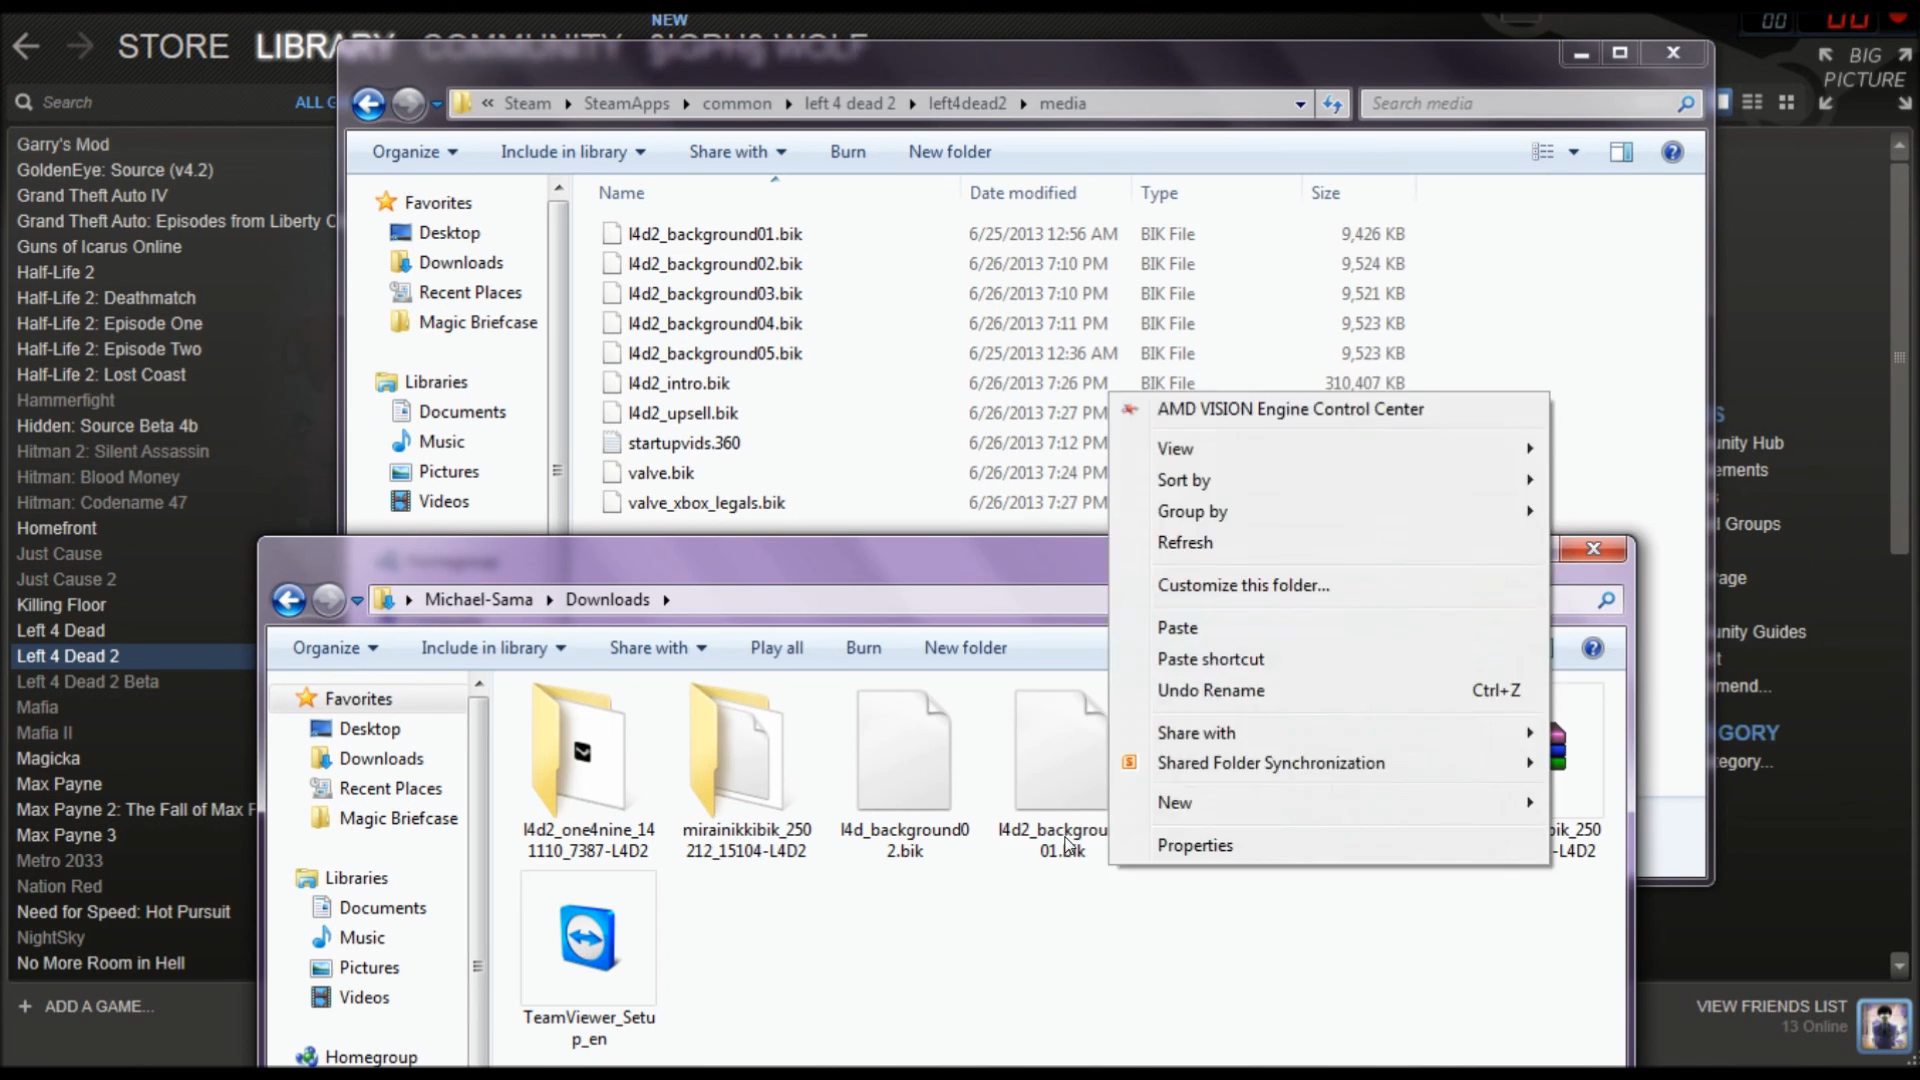 NEW
STORE
LIBRARY
COMMUNITY
WOLF
00
00
BIG
PICTURE
Search
ALL G
Garry's Mod
GoldenEye: Source (v4.2)
Grand Theft Auto IV
Grand Theft Auto: Episodes from Liberty C
Guns of Icarus Online
Half-Life 2
Half-Life 2: Deathmatch
Half-Life 2: Episode One
Half-Life 2: Episode Two
Half-Life 2: Lost Coast
Hammerfight
Hidden: Source Beta 4b
Hitman 2: Silent Assassin
Hitman: Blood Money
Hitman: Codename 47
Homefront
Just Cause
Just Cause 2
Killing Floor
Left 4 Dead
Left 4 Dead 2
Left 4 Dead 2 Beta
Mafia
Mafia II
Magicka
Max Payne
Max Payne 2: The Fall of Max P
Max Payne 3
Metro 2033
Nation Red
Need for Speed: Hot Pursuit
NightSky
No More Room in Hell
+ ADD A GAME...
« Steam SteamApps common left 4 dead 2 left4dead2 media
Search media
Organize Include in library Share with Burn New folder
Name Date modified Type Size
Favorites
Desktop
Downloads
Recent Places
Magic Briefcase
Libraries
Documents
Music
Pictures
Videos
Homegroup
l4d2_background01.bik 6/25/2013 12:56 AM BIK File 9,426 KB
l4d2_background02.bik 6/26/2013 7:10 PM BIK File 9,524 KB
l4d2_background03.bik 6/26/2013 7:10 PM BIK File 9,521 KB
l4d2_background04.bik 6/26/2013 7:11 PM BIK File 9,523 KB
l4d2_background05.bik 6/25/2013 12:36 AM BIK File 9,523 KB
l4d2_intro.bik 6/26/2013 7:26 PM BIK File 310,407 KB
l4d2_upsell.bik 6/26/2013 7:27 PM
startupvids.360 6/26/2013 7:12 PM
valve.bik 6/26/2013 7:24 PM
valve_xbox_legals.bik 6/26/2013 7:27 PM
AMD VISION Engine Control Center
View
Sort by
Group by
Refresh
Customize this folder...
Paste
Paste shortcut
Undo Rename Ctrl+Z
Share with
Shared Folder Synchronization
New
Properties
Michael-Sama Downloads
Organize Include in library Share with Play all Burn New folder
Favorites
Desktop
Downloads
Recent Places
Magic Briefcase
Libraries
Documents
Music
Pictures
Videos
Homegroup
l4d2_one4nine_14
1110_7387-L4D2
mirainikkibik_250
212_15104-L4D2
l4d_background0
2.bik
l4d2_backgrou
01.bik
bik_250
-L4D2
TeamViewer_Setu
p_en
S
unity Hub
ements
s
l Groups
age
unity Guides
t
mend...
GORY
egory...
VIEW FRIENDS LIST
13 Online